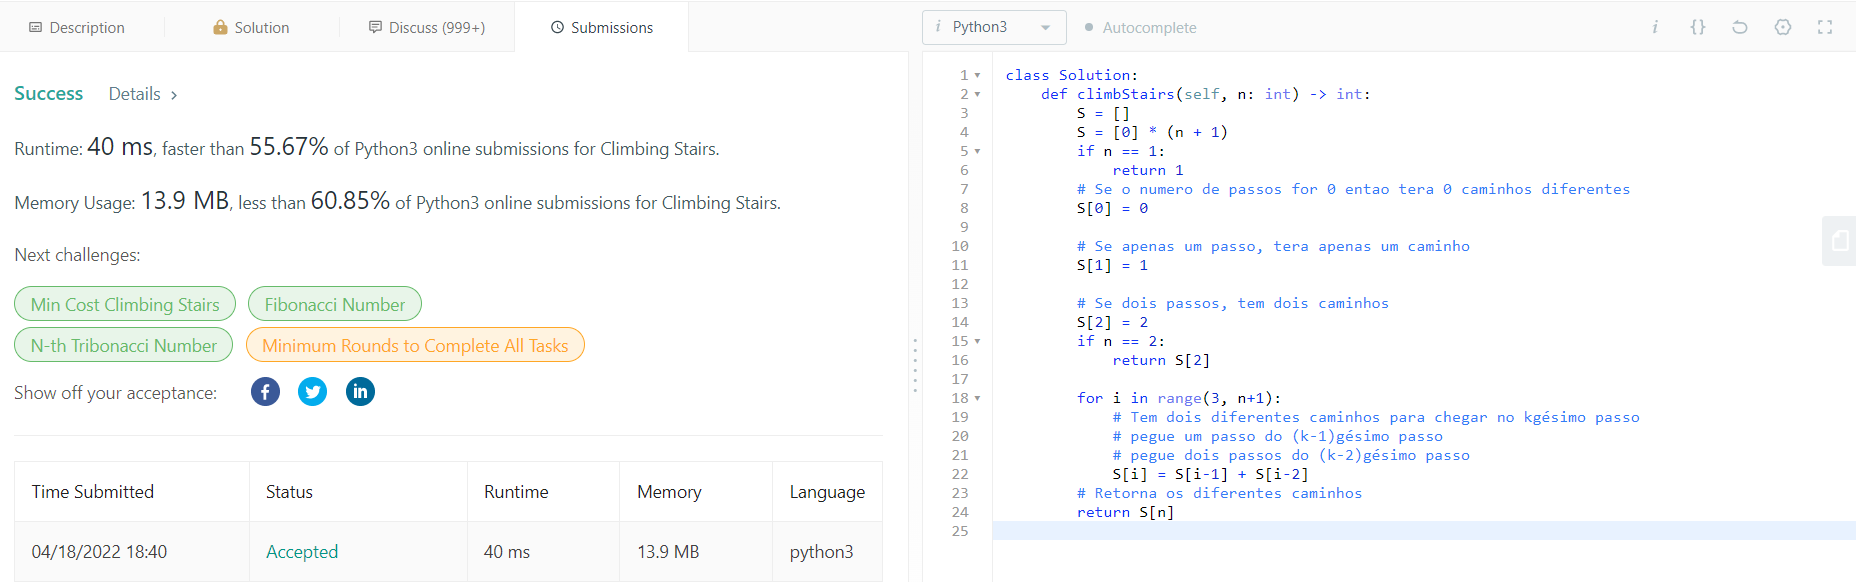 Description
Solution
Discuss (999+)
Submissions
Success Details >
Runtime: 40 ms, faster than 55.67% of Python3 online submissions for Climbing Stairs.
Memory Usage: 13.9 MB, less than 60.85% of Python3 online submissions for Climbing Stairs.
Next challenges:
Min Cost Climbing Stairs
Fibonacci Number
N-th Tribonacci Number
Minimum Rounds to Complete All Tasks
Show off your acceptance:
Time Submitted Status Runtime Memory Language
04/18/2022 18:40 Accepted 40 ms 13.9 MB python3
i Python3
Autocomplete
i {}
1 class Solution:
2     def climbStairs(self, n: int) -> int:
3         S = []
4         S = [0] * (n + 1)
5         if n == 1:
6             return 1
7         # Se o numero de passos for 0 entao tera 0 caminhos diferentes
8         S[0] = 0
9
10         # Se apenas um passo, tera apenas um caminho
11         S[1] = 1
12
13         # Se dois passos, tem dois caminhos
14         S[2] = 2
15         if n == 2:
16             return S[2]
17
18         for i in range(3, n+1):
19             # Tem dois diferentes caminhos para chegar no kgésimo passo
20             # pegue um passo do (k-1)gésimo passo
21             # pegue dois passos do (k-2)gésimo passo
22             S[i] = S[i-1] + S[i-2]
23         # Retorna os diferentes caminhos
24         return S[n]
25